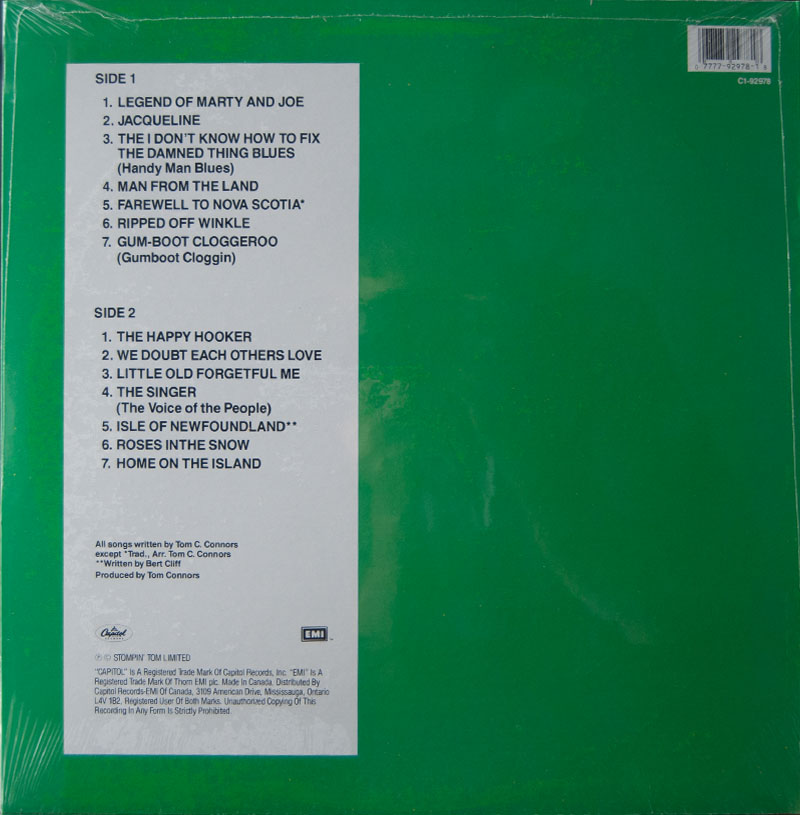 0 7777-92978-1 8
C1-92978
SIDE 1
1. LEGEND OF MARTY AND JOE
2. JACQUELINE
3. THE I DON'T KNOW HOW TO FIX
THE DAMNED THING BLUES
(Handy Man Blues)
4. MAN FROM THE LAND
5. FAREWELL TO NOVA SCOTIA*
6. RIPPED OFF WINKLE
7. GUM-BOOT CLOGGEROO
(Gumboot Cloggin)
SIDE 2
1. THE HAPPY HOOKER
2. WE DOUBT EACH OTHERS LOVE
3. LITTLE OLD FORGETFUL ME
4. THE SINGER
(The Voice of the People)
5. ISLE OF NEWFOUNDLAND**
6. ROSES INTHE SNOW
7. HOME ON THE ISLAND
All songs written by Tom C. Connors
except *Trad., Arr. Tom C. Connors
**Written by Bert Cliff
Produced by Tom Connors
Capitol
EMI
℗ © STOMPIN' TOM LIMITED
"CAPITOL" Is A Registered Trade Mark Of Capitol Records, Inc. "EMI" Is A
Registered Trade Mark Of Thorn EMI plc. Made In Canada. Distributed By
Capitol Records-EMI Of Canada, 3109 American Drive, Mississauga, Ontario
L4V 1B2, Registered User Of Both Marks. Unauthorized Copying Of This
Recording In Any Form Is Strictly Prohibited.